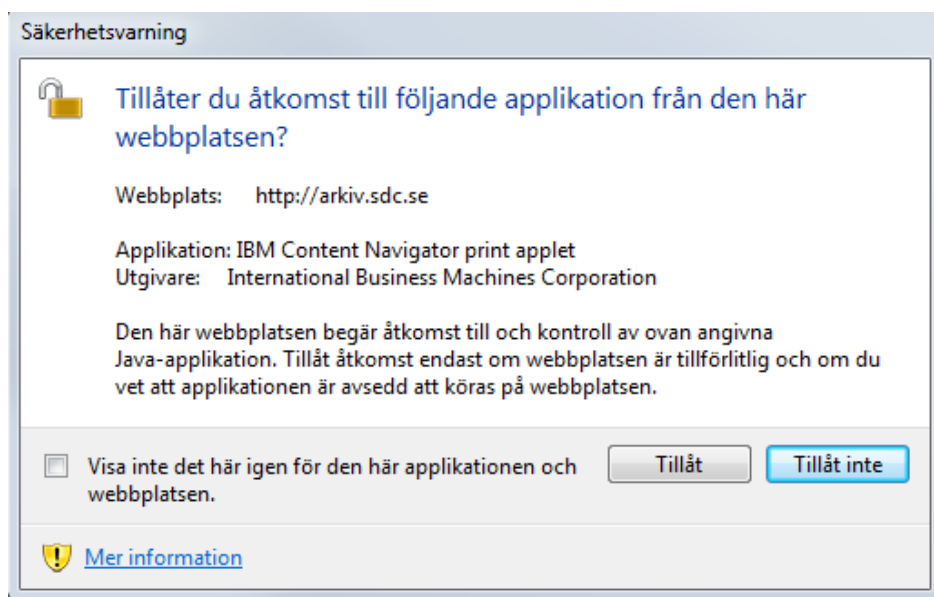 Säkerhetsvarning
Tillåter du åtkomst till följande applikation från den här
webbplatsen?
Webbplats: http://arkiv.sdc.se
Applikation: IBM Content Navigator print applet
Utgivare: International Business Machines Corporation
Den här webbplatsen begär åtkomst till och kontroll av ovan angivna
Java-applikation. Tillåt åtkomst endast om webbplatsen är tillförlitlig och om du
vet att applikationen är avsedd att köras på webbplatsen.
Visa inte det här igen för den här applikationen och
webbplatsen.
Tillåt
Tillåt inte
Mer information